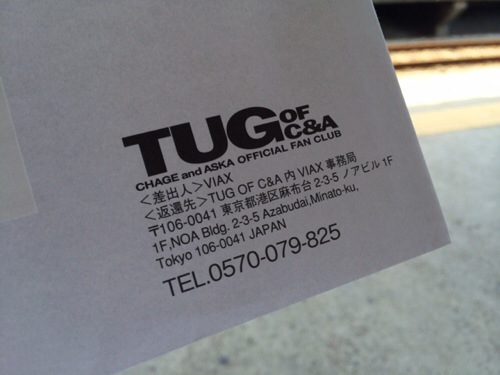 TUG OF C&A
CHAGE and ASKA OFFICIAL FAN CLUB
＜差出人＞VIAX
＜返還先＞TUG OF C&A 内 VIAX 事務局
〒106-0041 東京都港区麻布台 2-3-5 ノアビル 1F
1F,NOA Bldg. 2-3-5 Azabudai,Minato-ku,
Tokyo 106-0041 JAPAN
TEL.0570-079-825